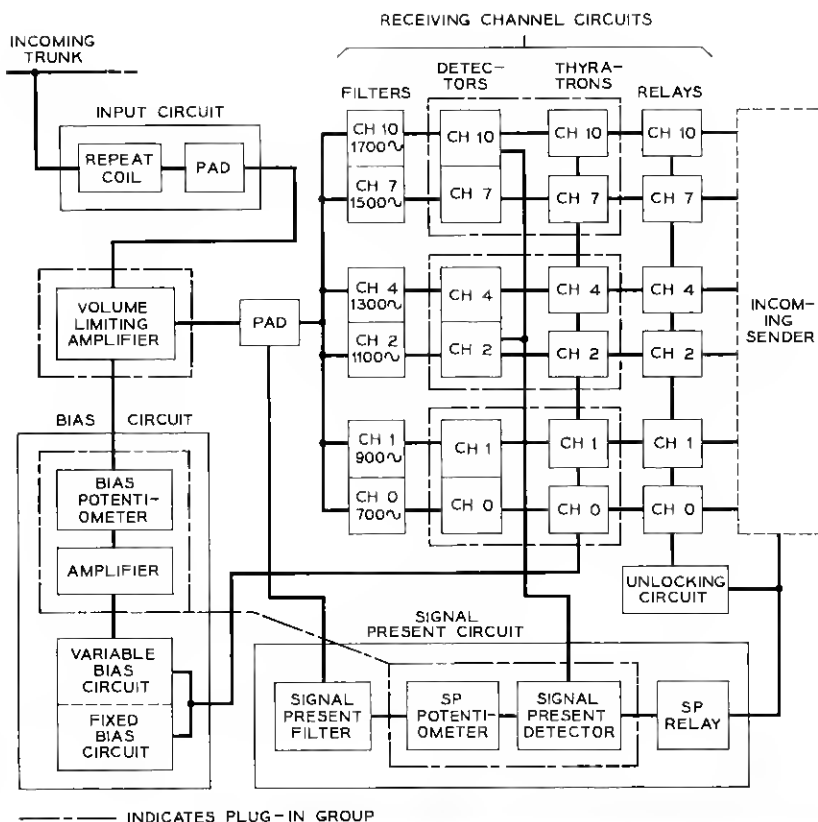 RECEIVING CHANNEL CIRCUITS
INCOMING
TRUNK
INPUT CIRCUIT
REPEAT
COIL
PAD
FILTERS
DETEC-
TORS
THYRA-
TRONS
RELAYS
CH 10
1700~
CH 10
CH 10
CH 10
CH 7
1500~
CH 7
CH 7
CH 7
CH 4
1300~
CH 4
CH 4
CH 4
CH 2
1100~
CH 2
CH 2
CH 2
CH 1
900~
CH 1
CH 1
CH 1
CH 0
700~
CH 0
CH 0
CH 0
INCOM-
ING
SENDER
VOLUME
LIMITING
AMPLIFIER
PAD
BIAS CIRCUIT
BIAS
POTENTI-
OMETER
AMPLIFIER
VARIABLE
BIAS
CIRCUIT
FIXED
BIAS
CIRCUIT
UNLOCKING
CIRCUIT
SIGNAL
PRESENT CIRCUIT
SIGNAL
PRESENT
FILTER
SP
POTENTI-
OMETER
SIGNAL
PRESENT
DETECTOR
SP
RELAY
INDICATES PLUG-IN GROUP